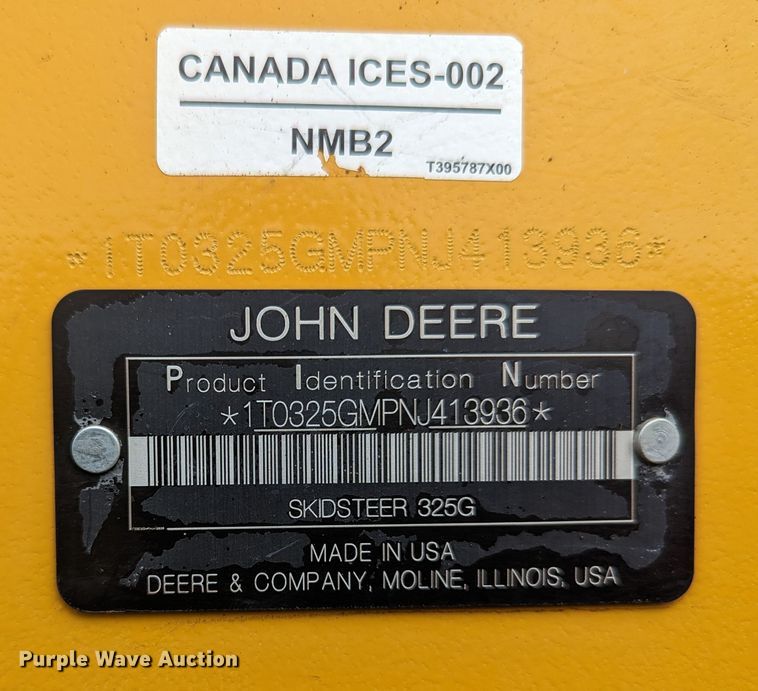 CANADA ICES-002
NMB2
T395787X00
*1T0325GMPNJ413936*
JOHN DEERE
Product Identification Number
*1T0325GMPNJ413936*
SKIDSTEER 325G
MADE IN USA
DEERE & COMPANY, MOLINE, ILLINOIS, USA
Purple Wave Auction